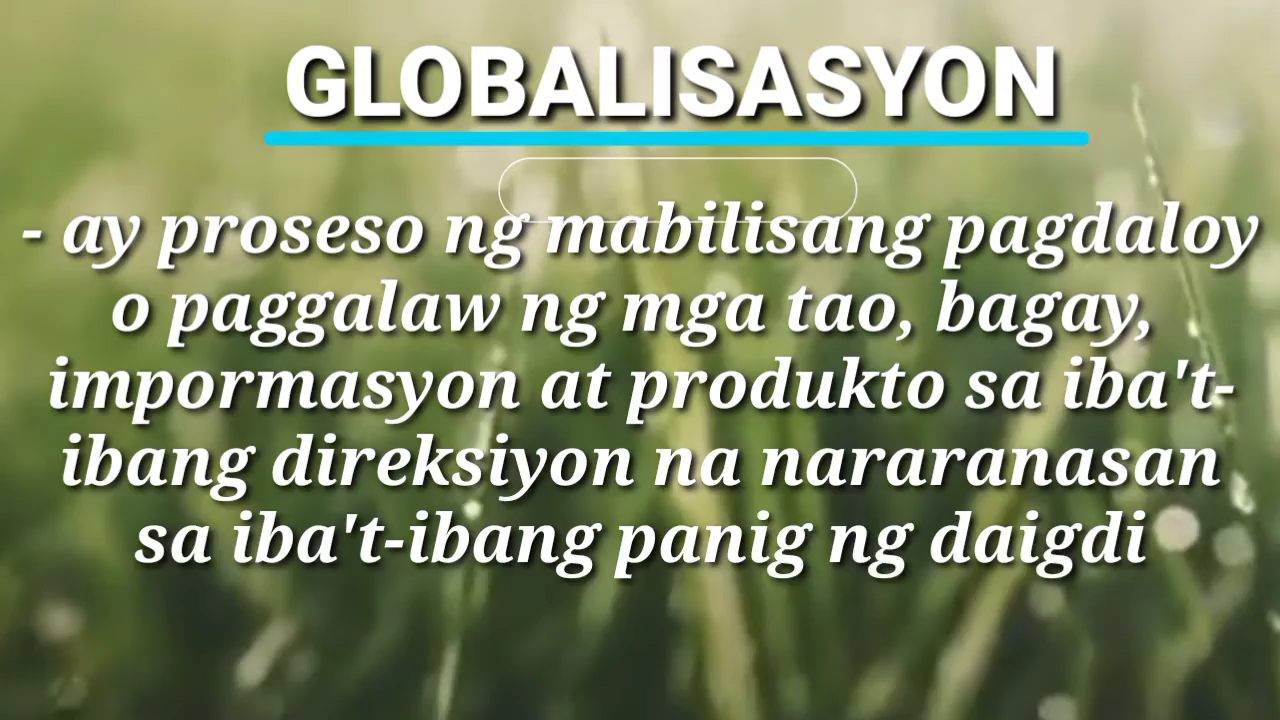 GLOBALISASYON
- ay proseso ng mabilisang pagdaloy
o paggalaw ng mga tao, bagay,
impormasyon at produkto sa iba't-
ibang direksiyon na nararanasan
sa iba't-ibang panig ng daigdi